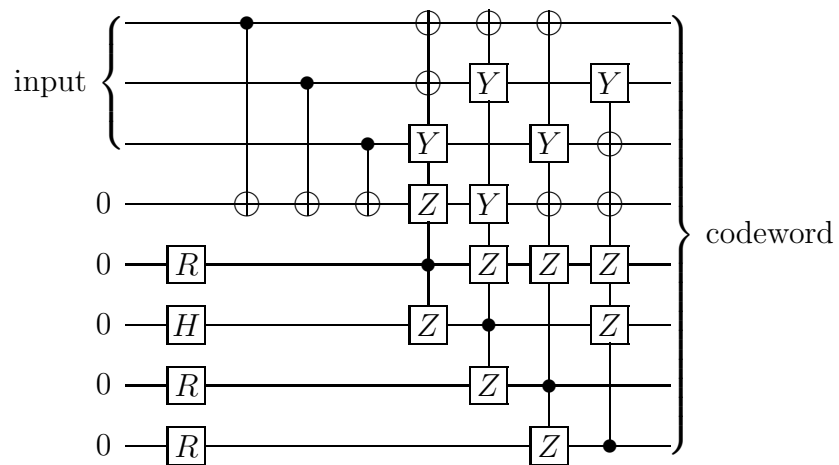 input
codeword
Y Y
Y Y
0 Z Y
0 R Z Z Z
0 H Z Z
0 R Z
0 R Z